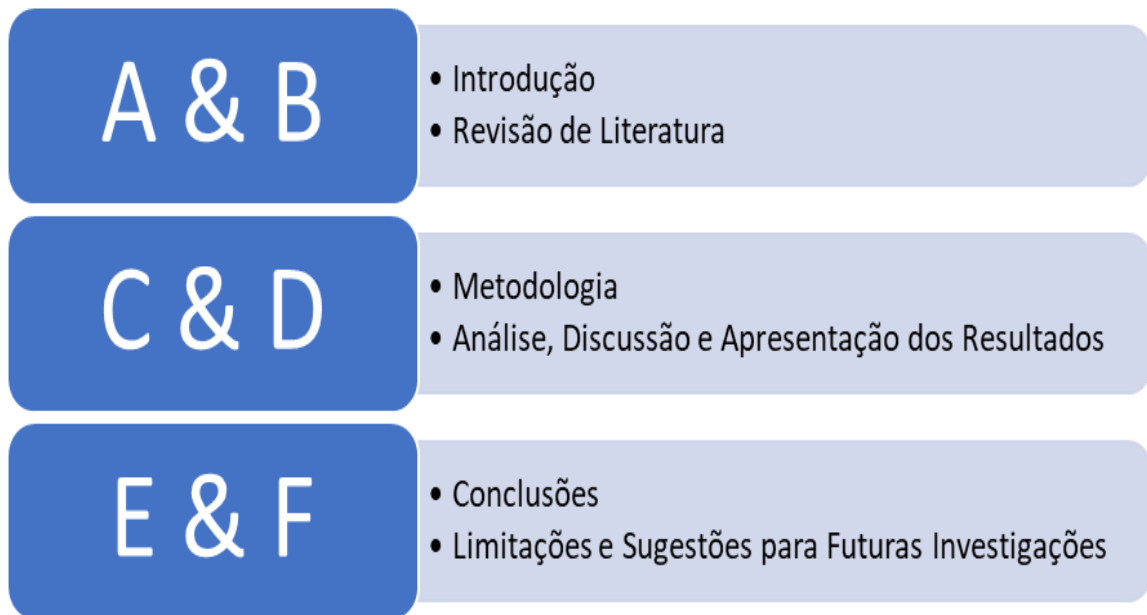 A & B
• Introdução
• Revisão de Literatura
C & D
• Metodologia
• Análise, Discussão e Apresentação dos Resultados
E & F
• Conclusões
• Limitações e Sugestões para Futuras Investigações